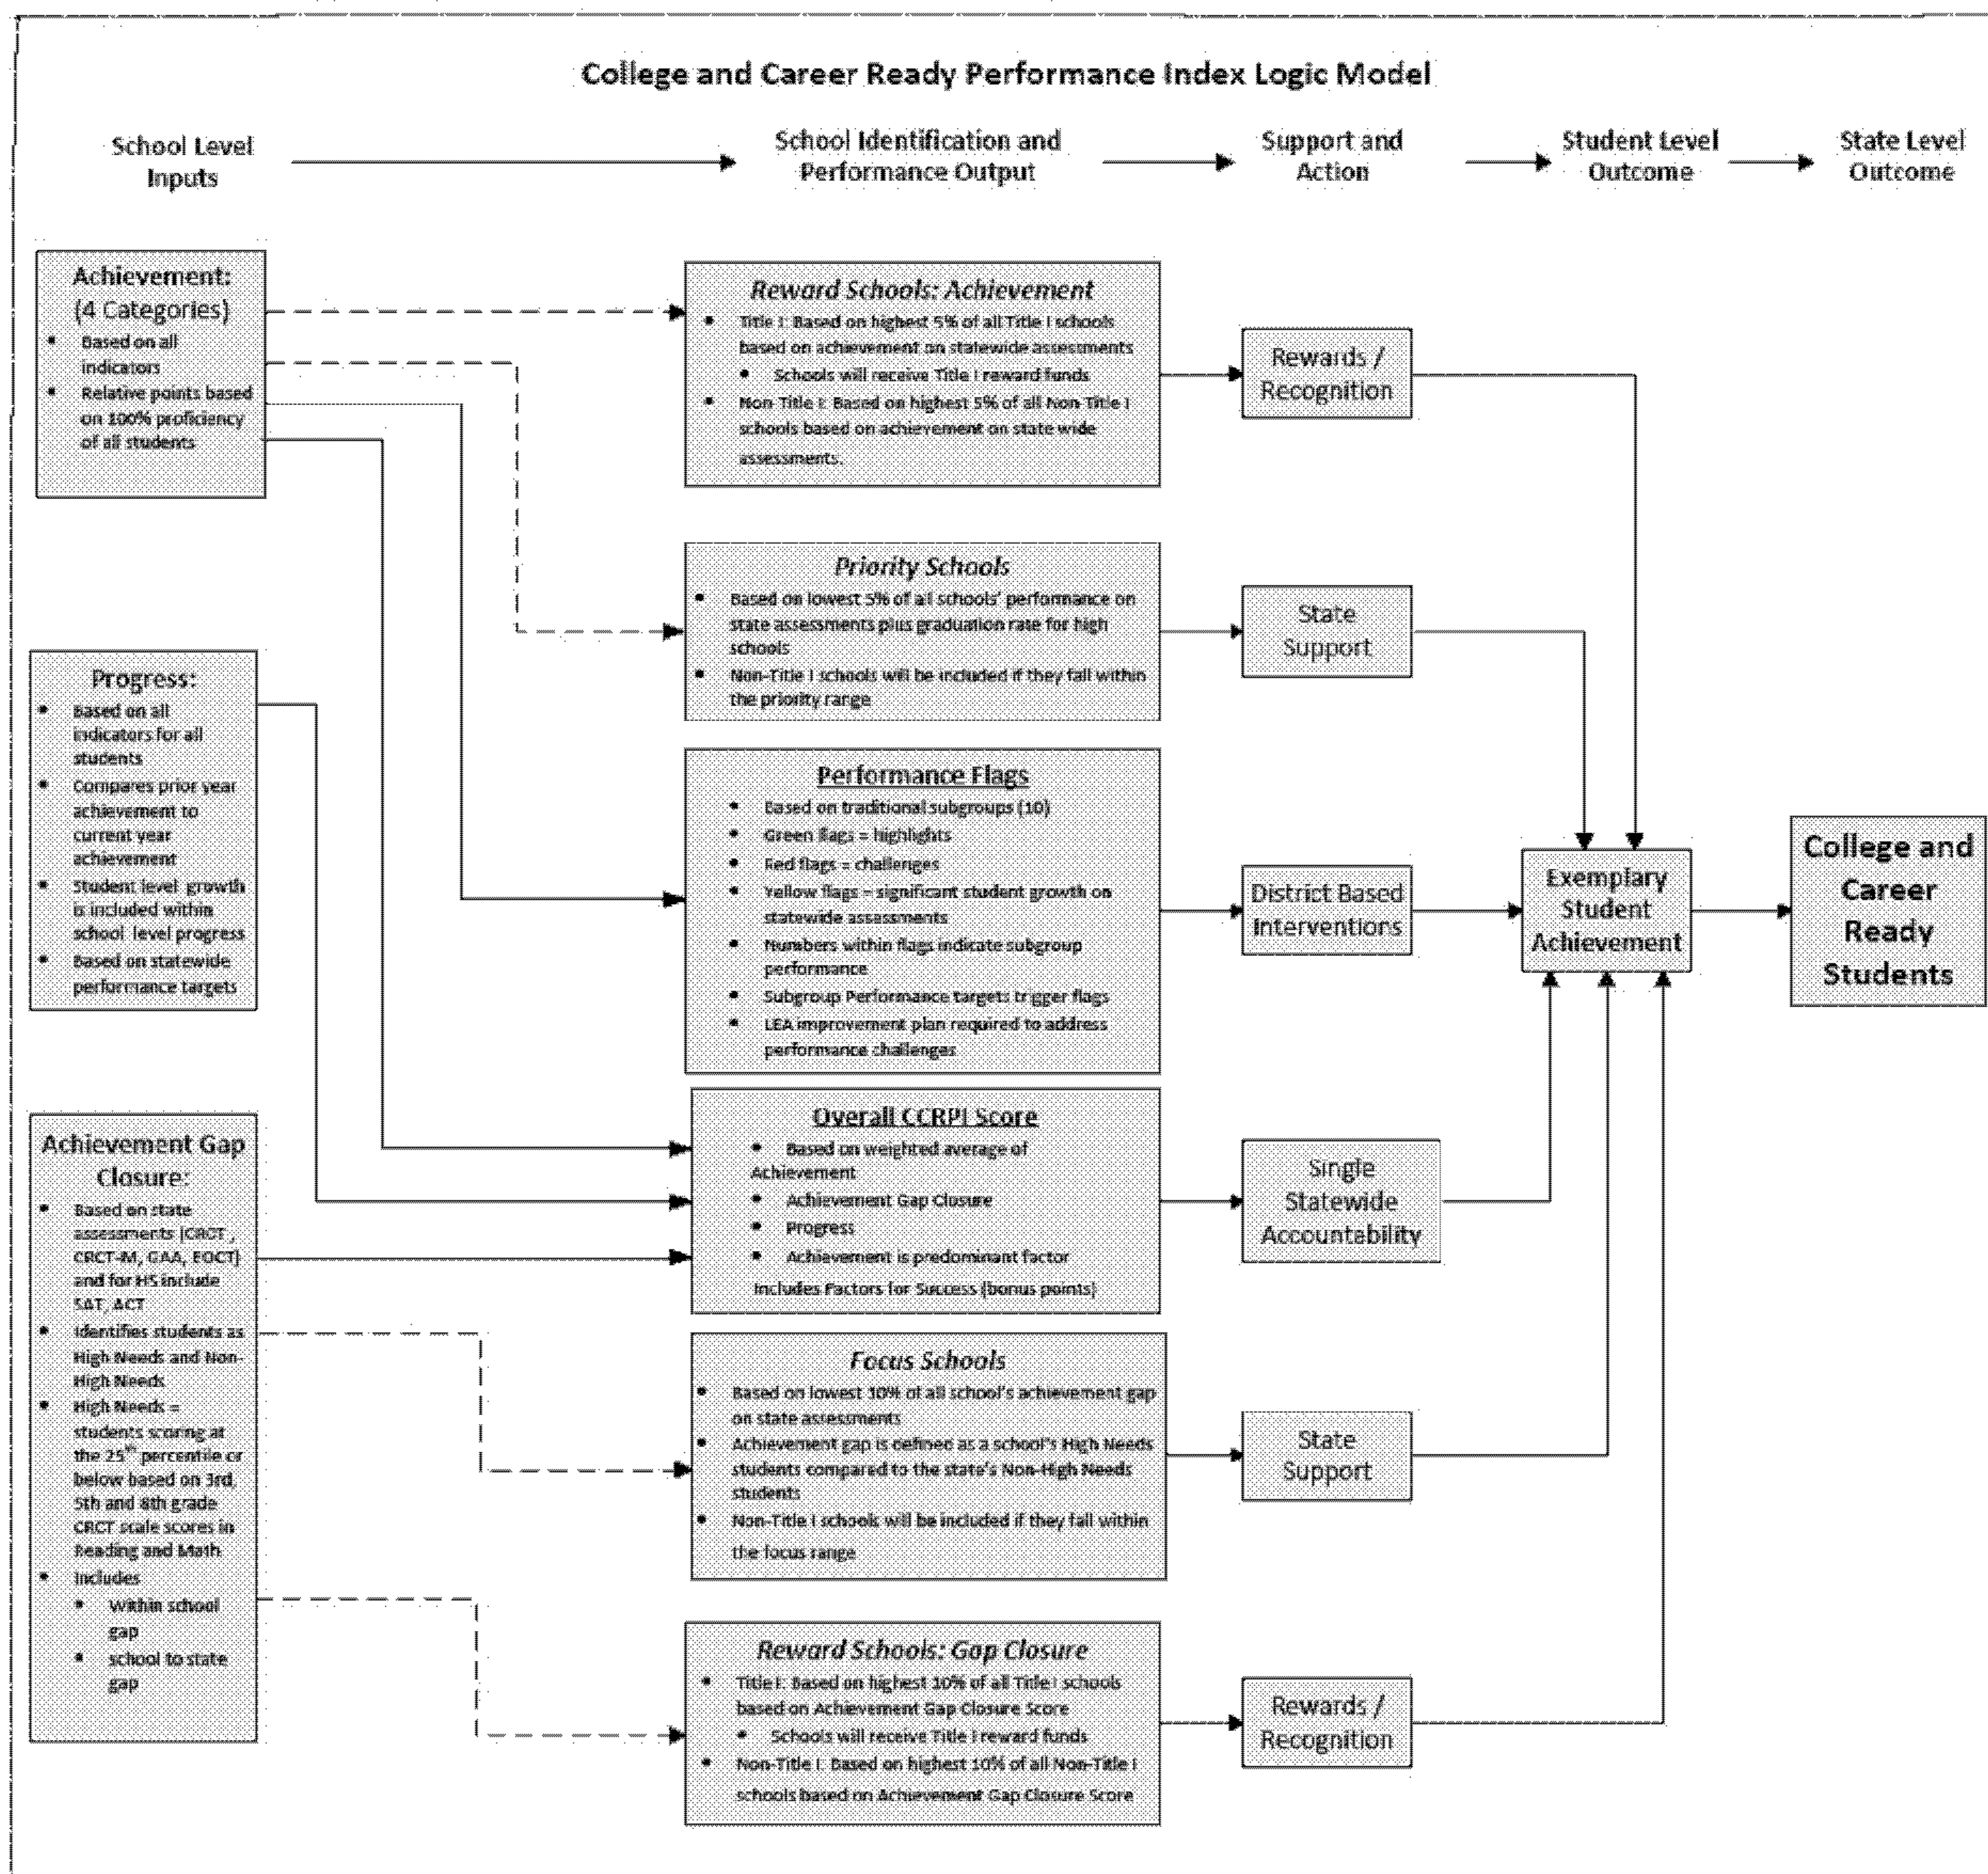 College and Career Ready Performance Index Logic Model
School Level
Inputs
School Identification and
Performance Output
Support and
Action
Student Level
Outcome
State Level
Outcome
Achievement:
(4 Categories)
• Based on all
indicators
• Relative points based
on 100% proficiency
of all students
Progress:
• Based on all
indicators for all
students
• Compares prior year
achievement to
current year
achievement
• Student level growth
is included within
school level progress
• Based on statewide
performance targets
Achievement Gap
Closure:
• Based on state
assessments (CRCT,
CRCT-M, GAA, EOCT)
and for HS include
SAT, ACT
• Identifies students as
High Needs and Non-
High Needs
• High Needs =
students scoring at
the 25th percentile or
below based on 3rd,
5th and 8th grade
CRCT scale scores in
Reading and Math
• Includes
• Within school
gap
• school to state
gap
Reward Schools: Achievement
• Title I: Based on highest 5% of all Title I schools
based on achievement on statewide assessments
• Schools will receive Title I reward funds
• Non-Title I: Based on highest 5% of all Non-Title I
schools based on achievement on state wide
assessments.
Priority Schools
• Based on lowest 5% of all schools' performance on
state assessments plus graduation rate for high
schools
• Non-Title I schools will be included if they fall within
the priority range
Performance Flags
• Based on traditional subgroups (10)
• Green flags = highlights
• Red flags = challenges
• Yellow flags = significant student growth on
statewide assessments
• Numbers within flags indicate subgroup
performance
• Subgroup Performance targets trigger flags
• LEA improvement plan required to address
performance challenges
Overall CCRPI Score
• Based on weighted average of
Achievement
• Achievement Gap Closure
• Progress
• Achievement is predominant factor
Includes Factors for Success (bonus points)
Focus Schools
• Based on lowest 10% of all school's achievement gap
on state assessments
• Achievement gap is defined as a school's High Needs
students compared to the state's Non-High Needs
students
• Non-Title I schools will be included if they fall within
the focus range
Reward Schools: Gap Closure
• Title I: Based on highest 10% of all Title I schools
based on Achievement Gap Closure Score
• Schools will receive Title I reward funds
• Non-Title I: Based on highest 10% of all Non-Title I
schools based on Achievement Gap Closure Score
Rewards /
Recognition
State
Support
District Based
Interventions
Single
Statewide
Accountability
State
Support
Rewards /
Recognition
Exemplary
Student
Achievement
College and
Career
Ready
Students